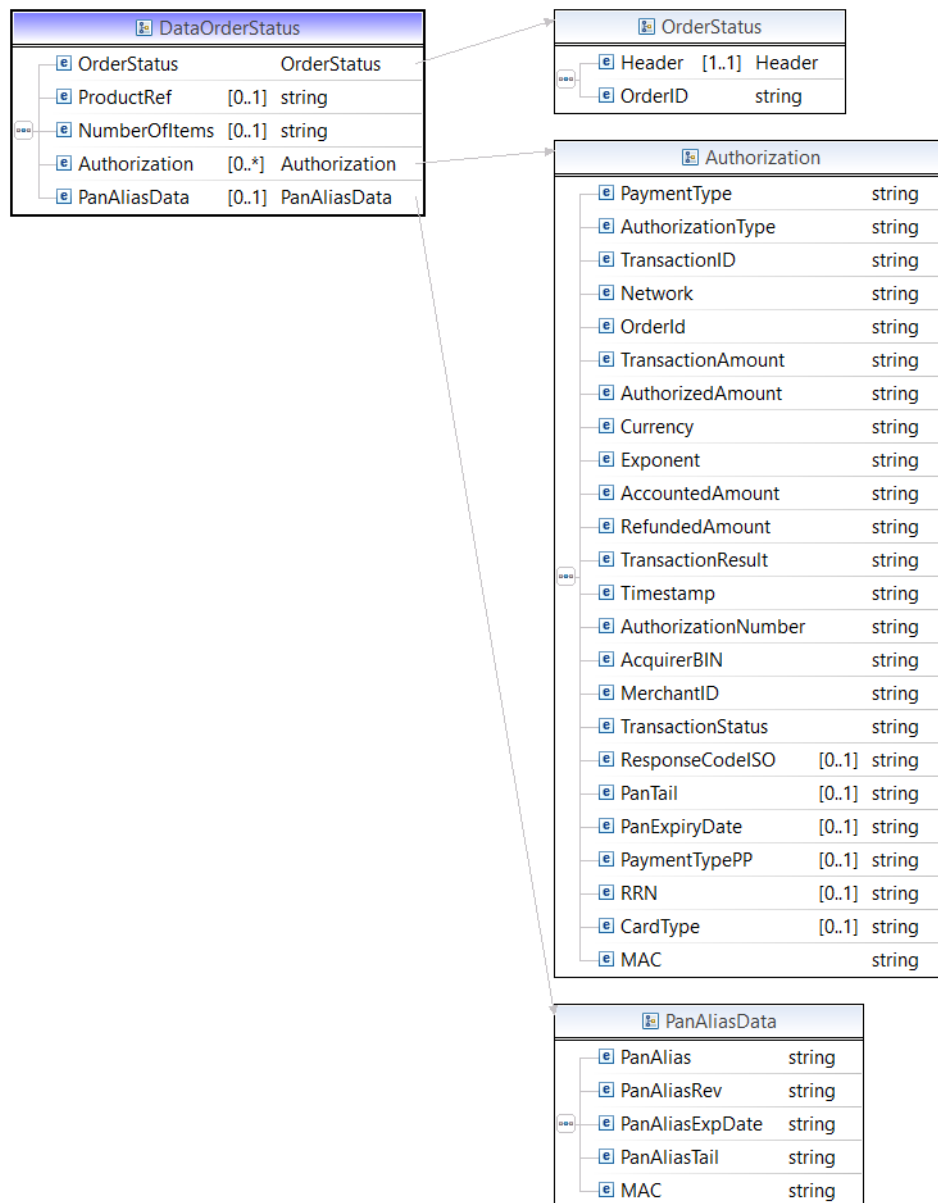 DataOrderStatus
OrderStatus OrderStatus
ProductRef [0..1] string
NumberOfItems [0..1] string
Authorization [0..*] Authorization
PanAliasData [0..1] PanAliasData
OrderStatus
Header [1..1] Header
OrderID string
Authorization
PaymentType string
AuthorizationType string
TransactionID string
Network string
OrderId string
TransactionAmount string
AuthorizedAmount string
Currency string
Exponent string
AccountedAmount string
RefundedAmount string
TransactionResult string
Timestamp string
AuthorizationNumber string
AcquirerBIN string
MerchantID string
TransactionStatus string
ResponseCodeISO [0..1] string
PanTail [0..1] string
PanExpiryDate [0..1] string
PaymentTypePP [0..1] string
RRN [0..1] string
CardType [0..1] string
MAC string
PanAliasData
PanAlias string
PanAliasRev string
PanAliasExpDate string
PanAliasTail string
MAC string